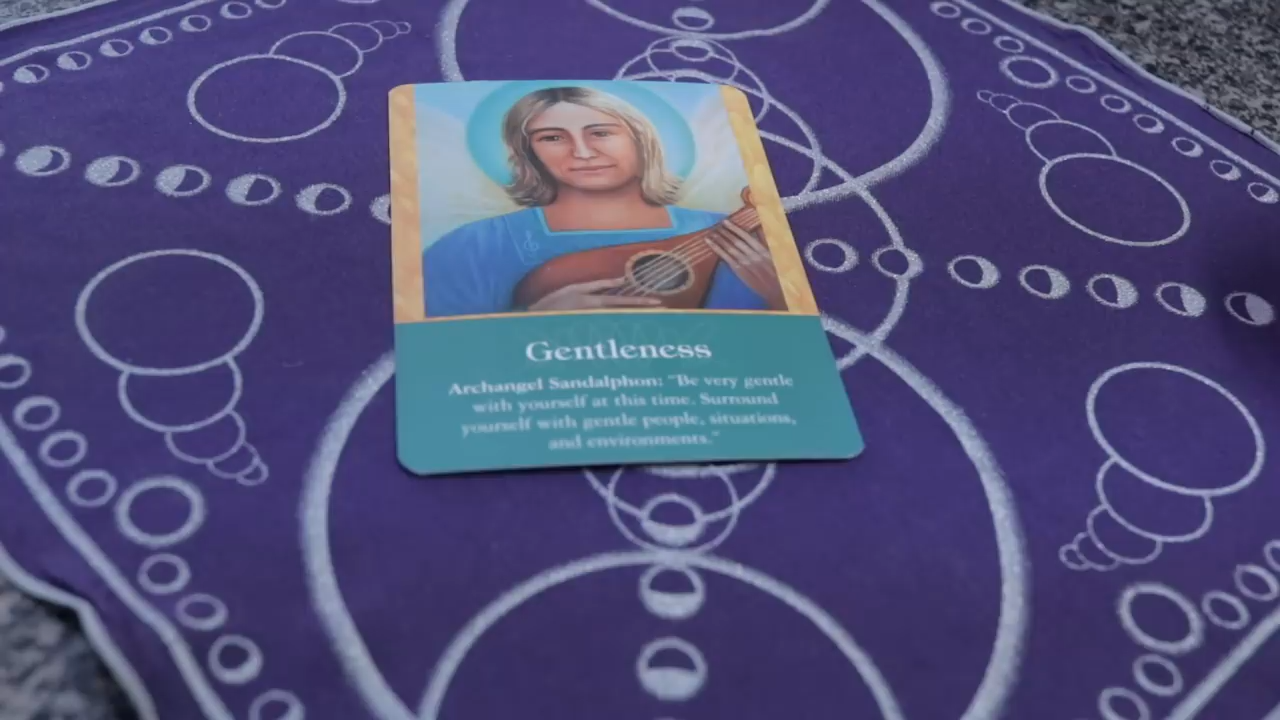 Gentleness
Archangel Sandalphon: "Be very gentle
with yourself at this time. Surround
yourself with gentle people, situations,
and environments."